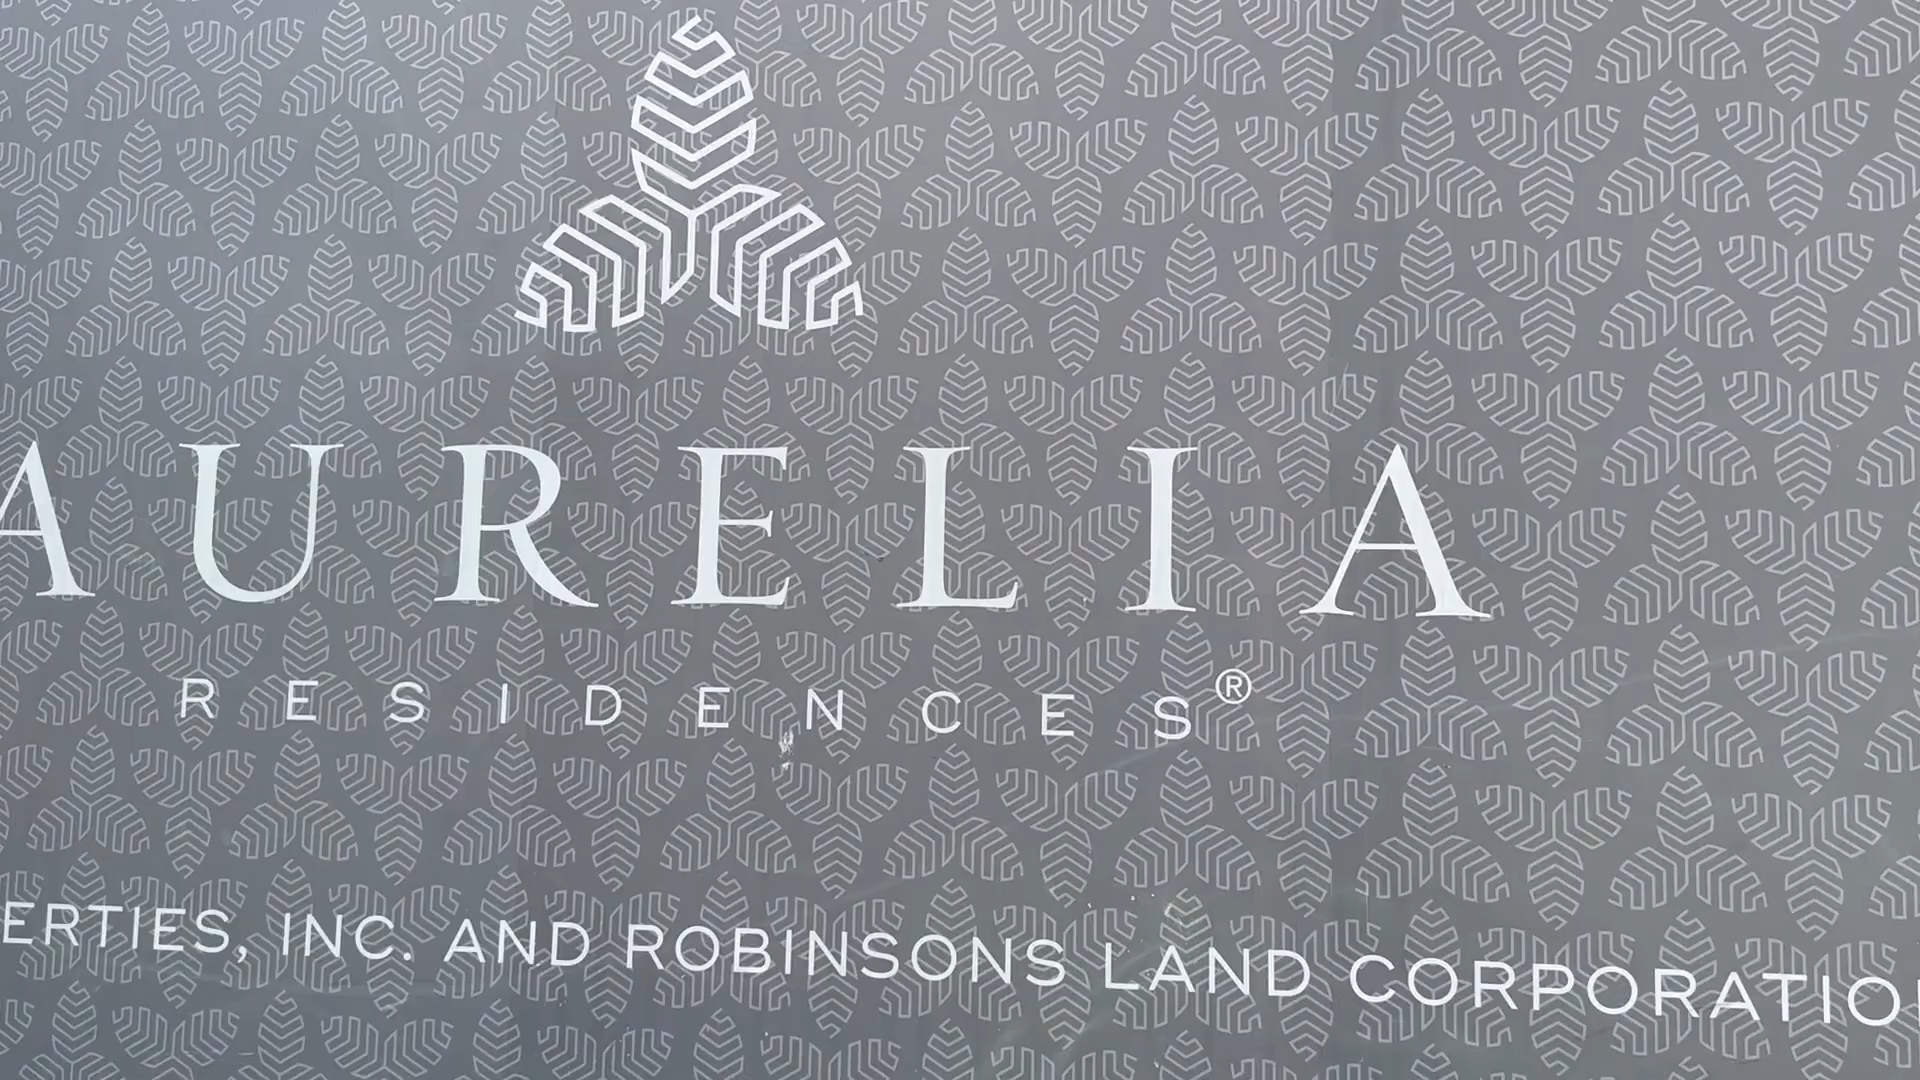 AURELIA
RESIDENCES®
ERTIES, INC. AND ROBINSONS LAND CORPORATIO